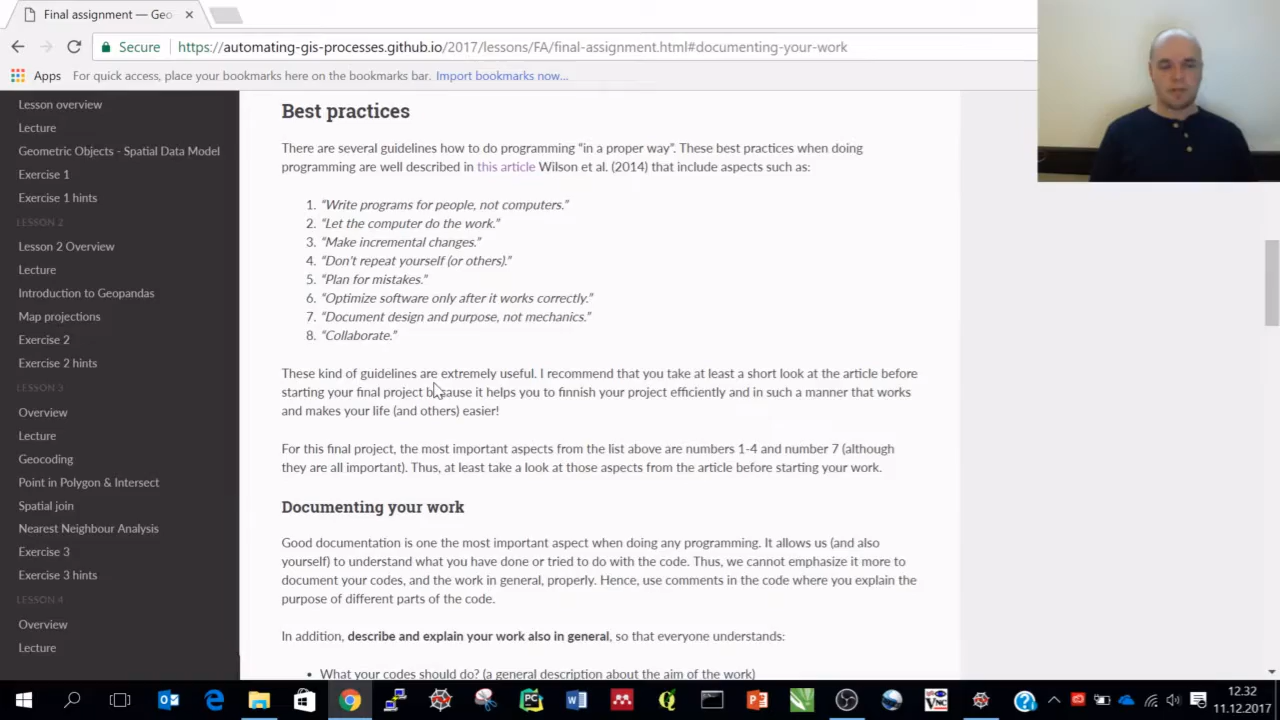 Final assignment — Geo
Secure
https://automating-gis-processes.github.io/2017/lessons/FA/final-assignment.html#documenting-your-work
Apps
For quick access, place your bookmarks here on the bookmarks bar.
Import bookmarks now...
Lesson overview
Lecture
Geometric Objects - Spatial Data Model
Exercise 1
Exercise 1 hints
LESSON 2
Lesson 2 Overview
Lecture
Introduction to Geopandas
Map projections
Exercise 2
Exercise 2 hints
LESSON 3
Overview
Lecture
Geocoding
Point in Polygon & Intersect
Spatial join
Nearest Neighbour Analysis
Exercise 3
Exercise 3 hints
LESSON 4
Overview
Lecture
Best practices
There are several guidelines how to do programming “in a proper way”. These best practices when doing
programming are well described in this article Wilson et al. (2014) that include aspects such as:
1. “Write programs for people, not computers.”
2. “Let the computer do the work.”
3. “Make incremental changes.”
4. “Don’t repeat yourself (or others).”
5. “Plan for mistakes.”
6. “Optimize software only after it works correctly.”
7. “Document design and purpose, not mechanics.”
8. “Collaborate.”
These kind of guidelines are extremely useful. I recommend that you take at least a short look at the article before
starting your final project because it helps you to finnish your project efficiently and in such a manner that works
and makes your life (and others) easier!
For this final project, the most important aspects from the list above are numbers 1-4 and number 7 (although
they are all important). Thus, at least take a look at those aspects from the article before starting your work.
Documenting your work
Good documentation is one the most important aspect when doing any programming. It allows us (and also
yourself) to understand what you have done or tried to do with the code. Thus, we cannot emphasize it more to
document your codes, and the work in general, properly. Hence, use comments in the code where you explain the
purpose of different parts of the code.
In addition, describe and explain your work also in general, so that everyone understands:
• What your codes should do? (a general description about the aim of the work)
12.32
11.12.2017